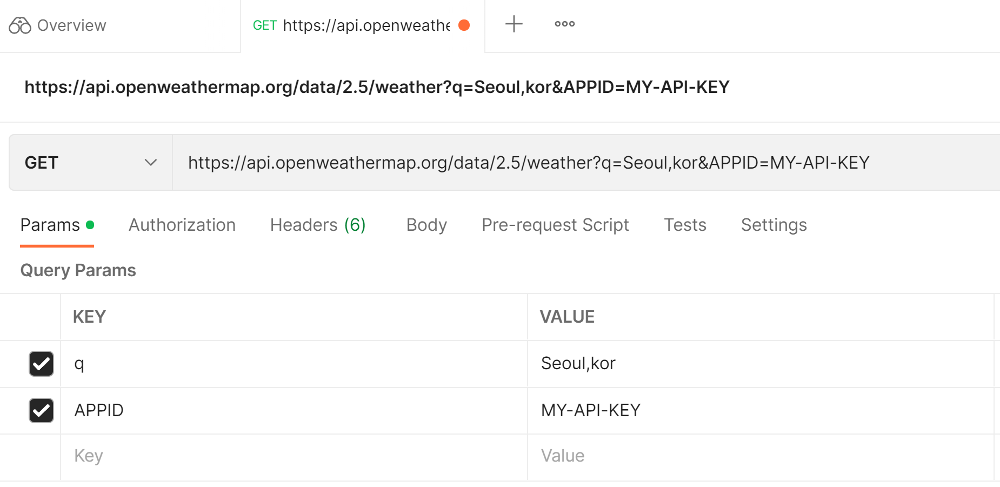 Overview
GET https://api.openweathe
https://api.openweathermap.org/data/2.5/weather?q=Seoul,kor&APPID=MY-API-KEY
GET https://api.openweathermap.org/data/2.5/weather?q=Seoul,kor&APPID=MY-API-KEY
Params Authorization Headers (6) Body Pre-request Script Tests Settings
Query Params
KEY VALUE
q Seoul,kor
APPID MY-API-KEY
Key Value